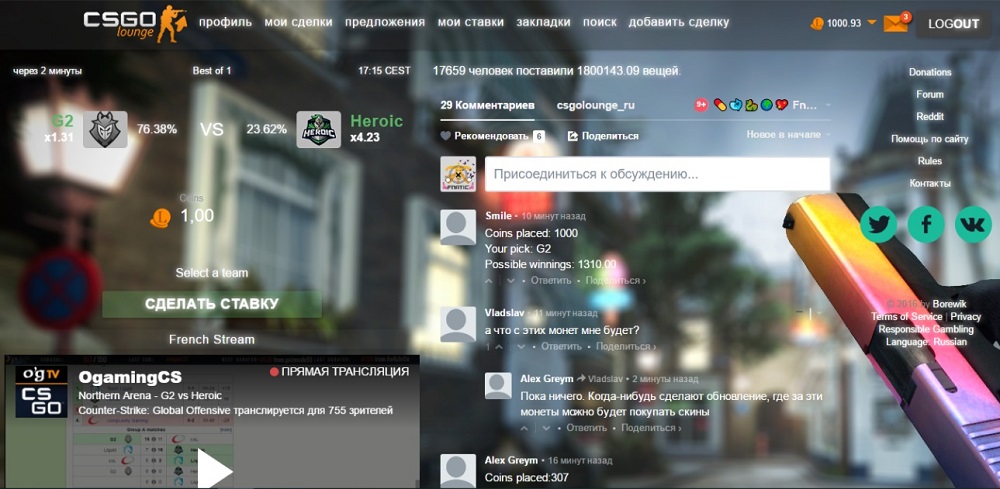 CSGO
lounge
профиль мои сделки предложения мои ставки закладки поиск добавить сделку
1000.93
3
LOGOUT
через 2 минуты Best of 1 17:15 CEST
G2
x1.31
76.38% VS 23.62%
HEROIC
Heroic
x4.23
Coins
1,00
Select a team
СДЕЛАТЬ СТАВКУ
French Stream
O'G TV
CS
GO
OgamingCS
ПРЯМАЯ ТРАНСЛЯЦИЯ
Northern Arena - G2 vs Heroic
Counter-Strike: Global Offensive транслируется для 755 зрителей
17659 человек поставили 1800143.09 вещей.
29 Комментариев csgolounge_ru 9+ Fn...
Рекомендовать 6 Поделиться Новое в начале
FNATIC
Присоединиться к обсуждению...
Smile • 10 минут назад
Coins placed: 1000
Your pick: G2
Possible winnings: 1310.00
• Ответить • Поделиться ›
Vladslav • 11 минут назад
а что с этих монет мне будет?
1 • Ответить • Поделиться ›
Alex Greym Vladslav • 2 минуты назад
Пока ничего. Когда-нибудь сделают обновление, где за эти
монеты можно будет покупать скины
• Ответить • Поделиться ›
Alex Greym • 16 минут назад
Coins placed:307
Donations
Forum
Reddit
Помощь по сайту
Rules
Контакты
© 2016 by Borewik
Terms of Service | Privacy
Responsible Gambling
Language: Russian